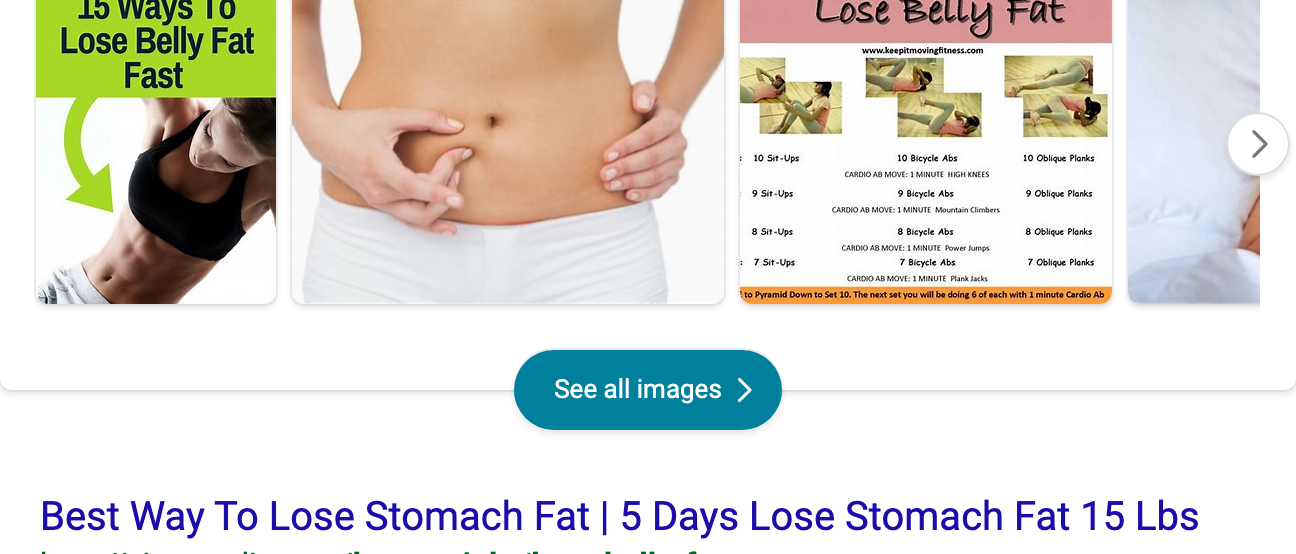 15 Ways To
Lose Belly Fat
Fast
Lose Belly Fat
www.keepitmovingfitness.com
10 Sit-Ups 10 Bicycle Abs 10 Oblique Planks
CARDIO AB MOVE: 1 MINUTE HIGH KNEES
9 Sit-Ups 9 Bicycle Abs 9 Oblique Planks
CARDIO AB MOVE: 1 MINUTE Mountain Climbers
8 Sit-Ups 8 Bicycle Abs 8 Oblique Planks
CARDIO AB MOVE: 1 MINUTE Power Jumps
7 Sit-Ups 7 Bicycle Abs 7 Oblique Planks
CARDIO AB MOVE: 1 MINUTE Plank Jacks
to Pyramid Down to Set 10. The next set you will be doing 6 of each with 1 minute Cardio Ab
See all images
Best Way To Lose Stomach Fat | 5 Days Lose Stomach Fat 15 Lbs